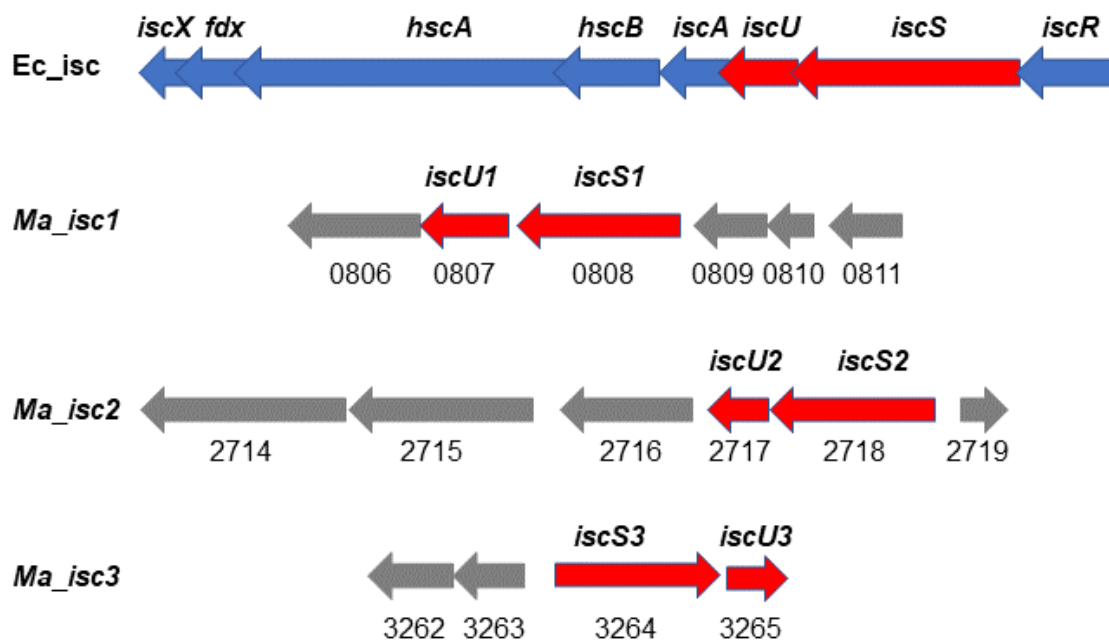 iscX fdx hscA hscB iscA iscU iscS iscR
Ec_isc
iscU1 iscS1
Ma_isc1
0806 0807 0808 0809 0810 0811
iscU2 iscS2
Ma_isc2
2714 2715 2716 2717 2718 2719
iscS3 iscU3
Ma_isc3
3262 3263 3264 3265